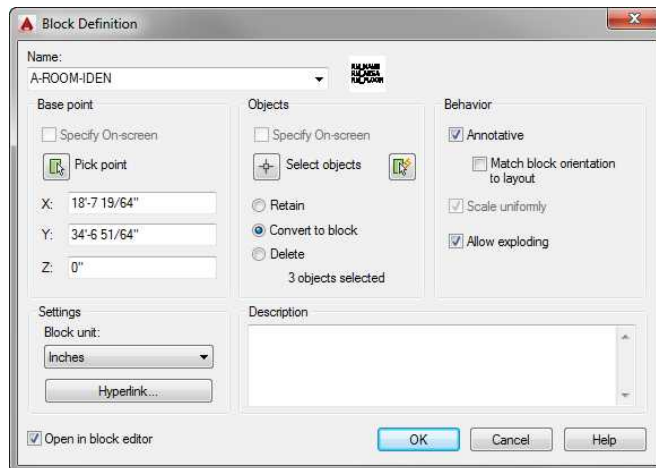 Block Definition
Name:
A-ROOM-IDEN
Base point
Specify On-screen
Pick point
X: 18'-7 19/64"
Y: 34'-6 51/64"
Z: 0"
Objects
Specify On-screen
Select objects
Retain
Convert to block
Delete
3 objects selected
Behavior
Annotative
Match block orientation
to layout
Scale uniformly
Allow exploding
Settings
Block unit:
Inches
Hyperlink...
Description
Open in block editor
OK
Cancel
Help